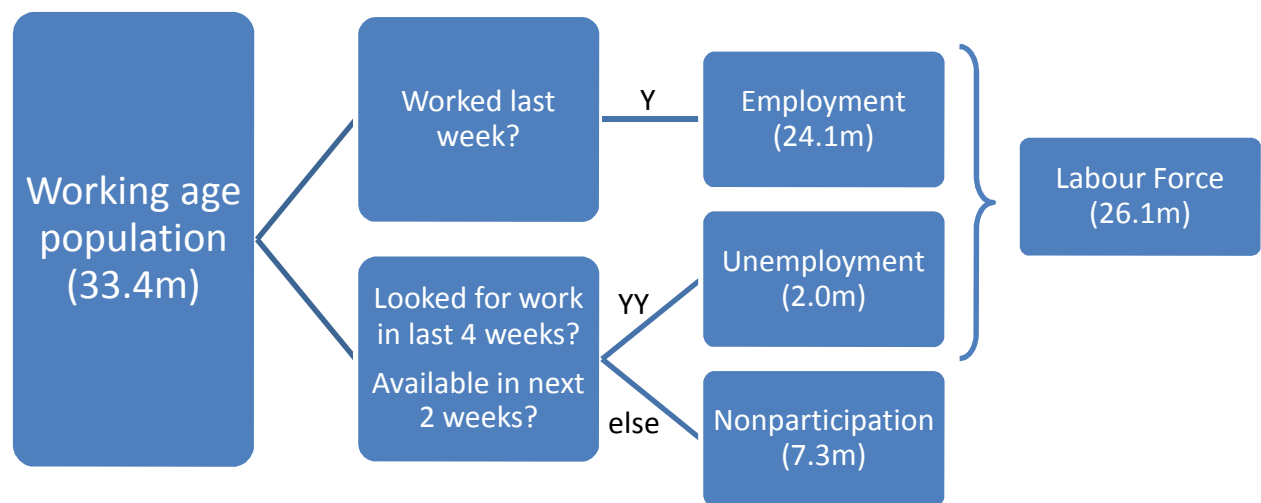 Working age
population
(33.4m)
Worked last
week?
Y
Employment
(24.1m)
Looked for work
in last 4 weeks?
Available in next
2 weeks?
YY
Unemployment
(2.0m)
else
Nonparticipation
(7.3m)
Labour Force
(26.1m)